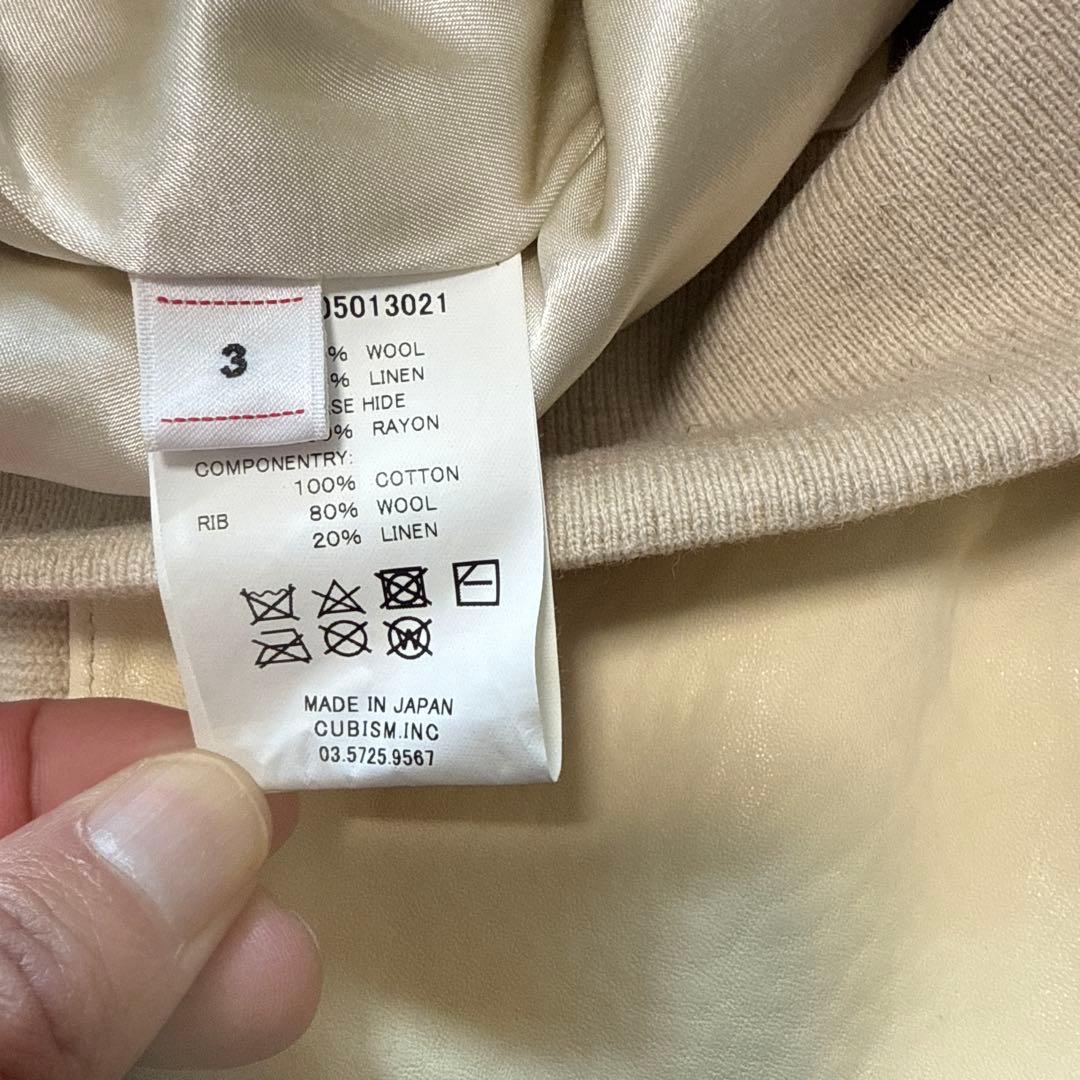 3
05013021
% WOOL
% LINEN
SE HIDE
0% RAYON
COMPONENTRY:
100% COTTON
RIB 80% WOOL
20% LINEN
W
MADE IN JAPAN
CUBISM.INC
03.5725.9567